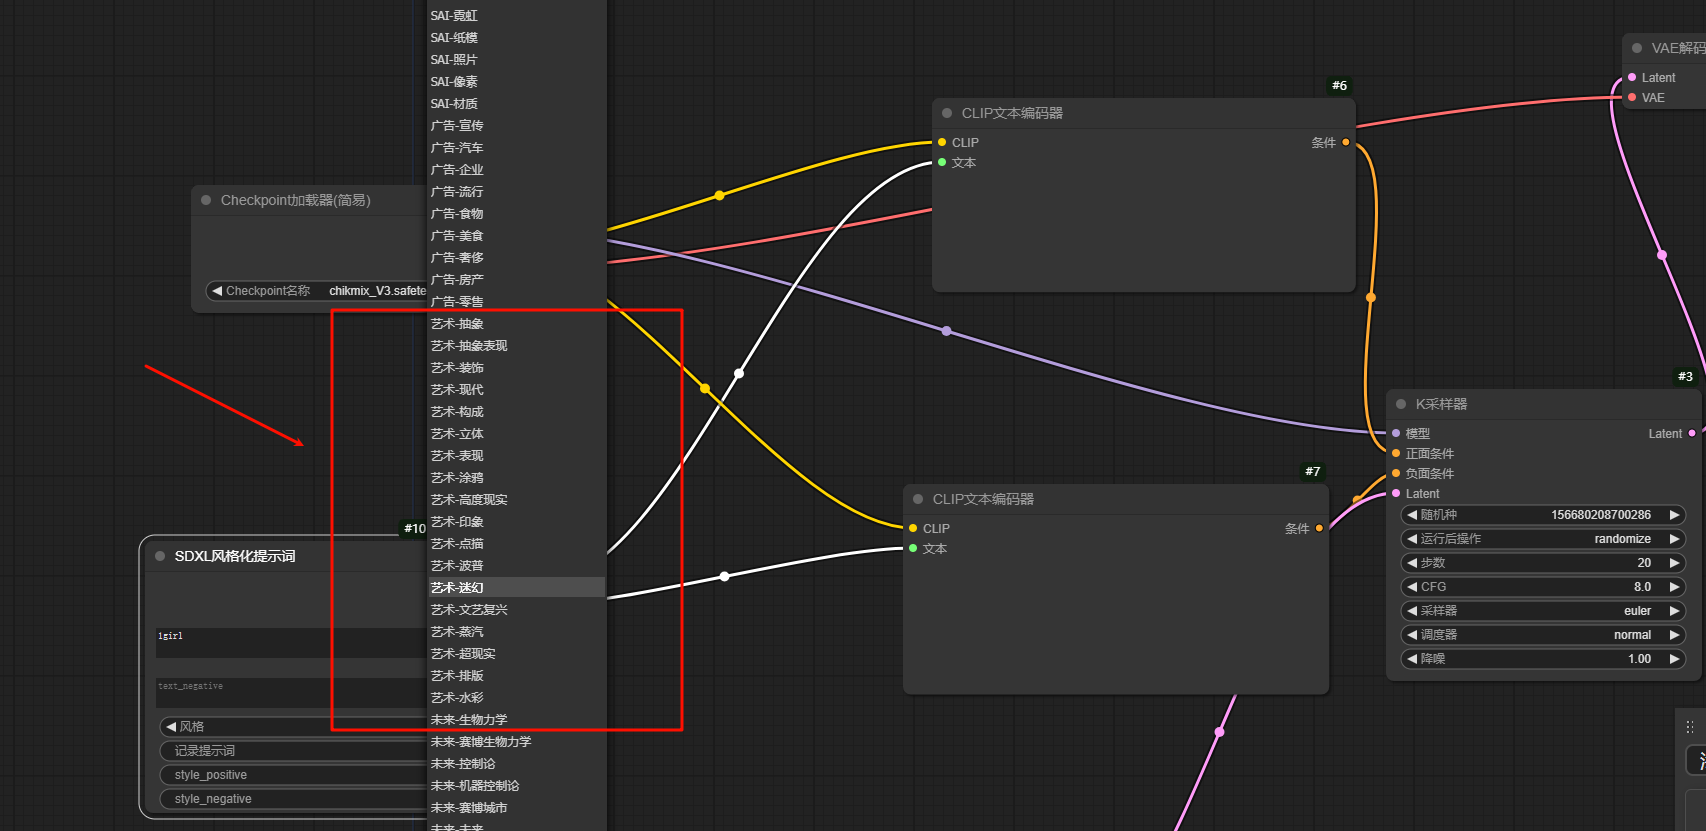 SAI-霓虹
SAI-纸模
SAI-照片
SAI-像素
SAI-材质
广告-宣传
广告-汽车
广告-企业
广告-流行
广告-食物
广告-美食
广告-奢侈
广告-房产
广告-零售
艺术-抽象
艺术-抽象表现
艺术-装饰
艺术-现代
艺术-构成
艺术-立体
艺术-表现
艺术-涂鸦
艺术-高度现实
艺术-印象
艺术-点描
艺术-波普
艺术-迷幻
艺术-文艺复兴
艺术-蒸汽
艺术-超现实
艺术-排版
艺术-水彩
未来-生物力学
未来-赛博生物力学
未来-控制论
未来-机器控制论
未来-赛博城市
未来-未来
Checkpoint加载器(简易)
Checkpoint名称 chikmix_V3.safete
#10
SDXL风格化提示词
1girl
text_negative
风格
记录提示词
style_positive
style_negative
#6
CLIP文本编码器
CLIP 条件
文本
#7
CLIP文本编码器
CLIP 条件
文本
VAE解码
Latent
VAE
#3
K采样器
模型 Latent
正面条件
负面条件
Latent
随机种 156680208700286
运行后操作 randomize
步数 20
CFG 8.0
采样器 euler
调度器 normal
降噪 1.00